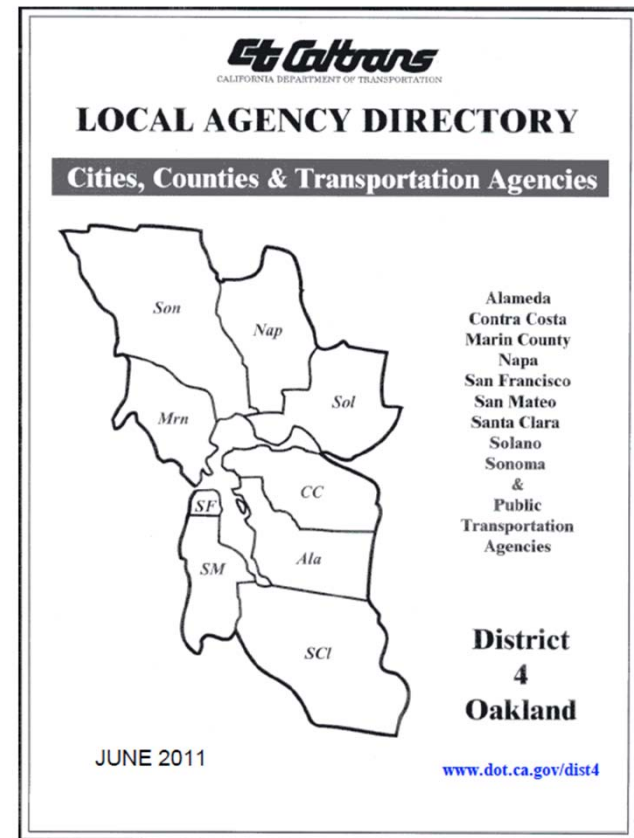 Ct Caltrans
CALIFORNIA DEPARTMENT OF TRANSPORTATION
LOCAL AGENCY DIRECTORY
Cities, Counties & Transportation Agencies
Son
Nap
Sol
Mrn
CC
SF
Ala
SM
SCl
Alameda
Contra Costa
Marin County
Napa
San Francisco
San Mateo
Santa Clara
Solano
Sonoma
&
Public
Transportation
Agencies
District
4
Oakland
JUNE 2011
www.dot.ca.gov/dist4